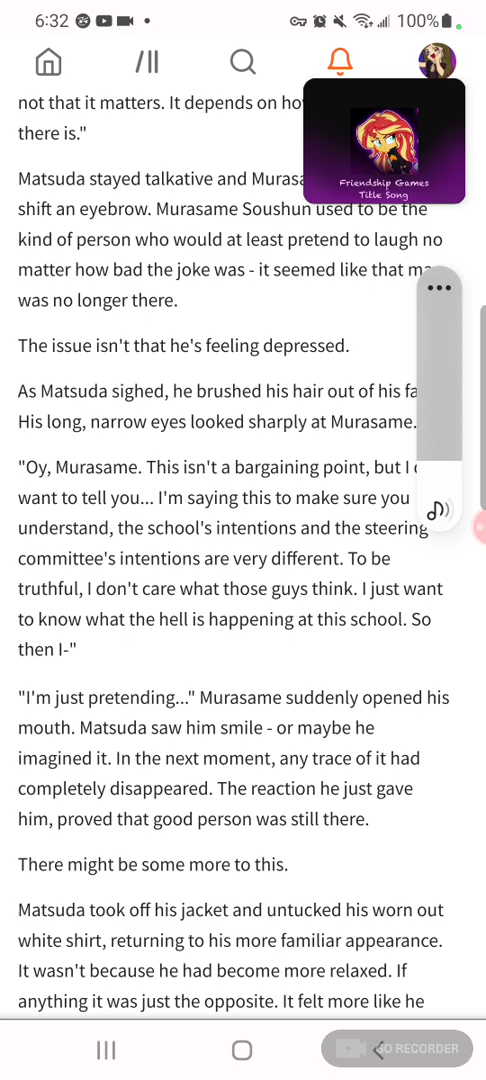 6:32
100%
not that it matters. It depends on ho
there is."
Friendship Games
Title Song
Matsuda stayed talkative and Murasa
shift an eyebrow. Murasame Soushun used to be the
kind of person who would at least pretend to laugh no
matter how bad the joke was - it seemed like that ma
was no longer there.
The issue isn't that he's feeling depressed.
As Matsuda sighed, he brushed his hair out of his fa
His long, narrow eyes looked sharply at Murasame.
"Oy, Murasame. This isn't a bargaining point, but I
want to tell you... I'm saying this to make sure you
understand, the school's intentions and the steering
committee's intentions are very different. To be
truthful, I don't care what those guys think. I just want
to know what the hell is happening at this school. So
then I-"
"I'm just pretending..." Murasame suddenly opened his
mouth. Matsuda saw him smile - or maybe he
imagined it. In the next moment, any trace of it had
completely disappeared. The reaction he just gave
him, proved that good person was still there.
There might be some more to this.
Matsuda took off his jacket and untucked his worn out
white shirt, returning to his more familiar appearance.
It wasn't because he had become more relaxed. If
anything it was just the opposite. It felt more like he
GO RECORDER